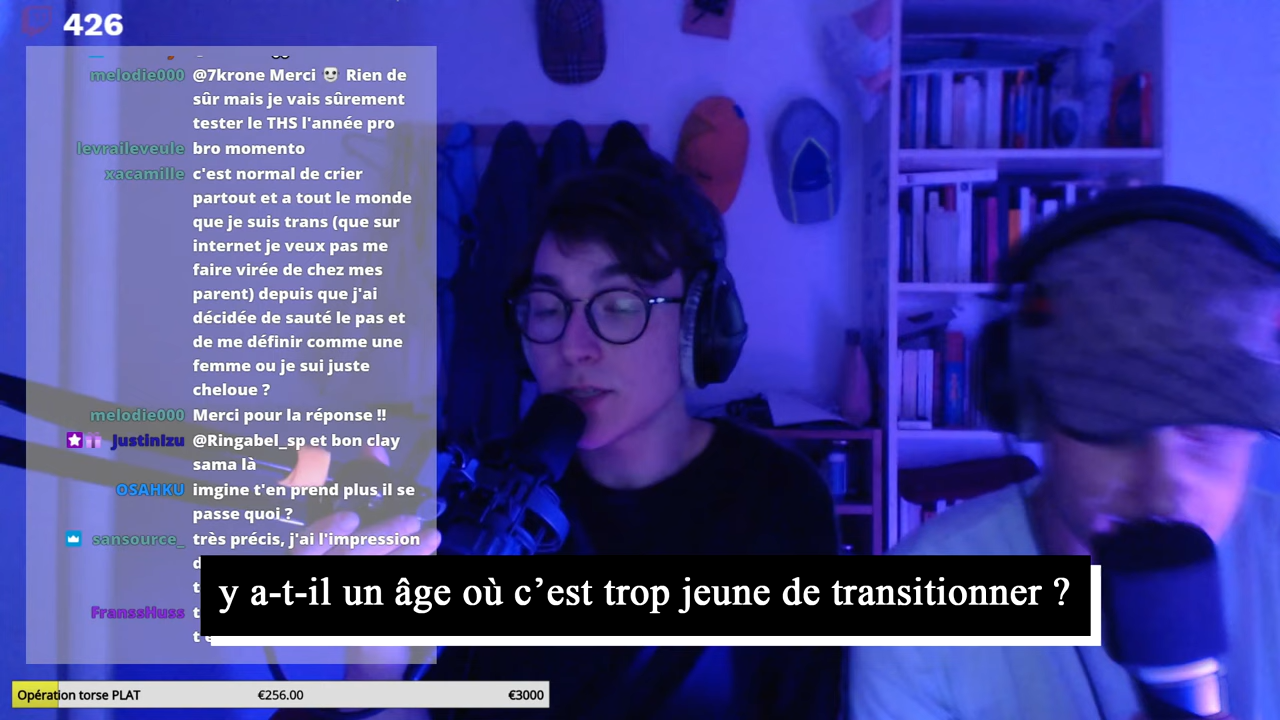 426
melodie000 @7krone Merci Rien de
sûr mais je vais sûrement
tester le THS l'année pro
levraileveule bro momento
xacamille c'est normal de crier
partout et a tout le monde
que je suis trans (que sur
internet je veux pas me
faire virée de chez mes
parent) depuis que j'ai
décidée de sauté le pas et
de me définir comme une
femme ou je sui juste
cheloue ?
melodie000 Merci pour la réponse !!
JustinIzu @Ringabel_sp et bon clay
sama là
OSAHKU imgine t'en prend plus il se
passe quoi ?
sansource_ très précis, j'ai l'impression
FranssHuss
y a-t-il un âge où c’est trop jeune de transitionner ?
Opération torse PLAT €256.00 €3000